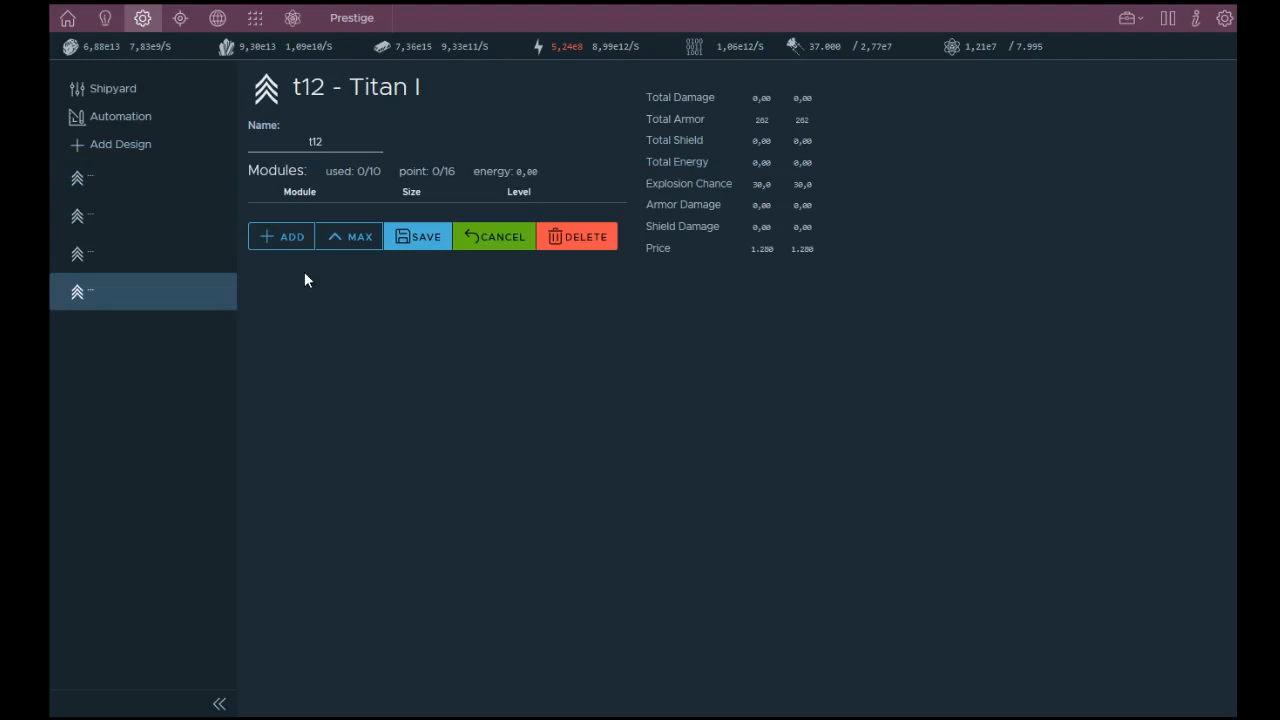 Prestige
6,88e13 7,83e9/S 9,30e13 1,09e10/S 7,36e15 9,33e11/S 5,24e8 8,99e12/S 0100 1001 1,06e12/S 37.000 / 2,77e7 1,21e7 / 7.995
Shipyard
Automation
Add Design
...
...
...
...
t12 - Titan I
Name:
t12
Modules: used: 0/10 point: 0/16 energy: 0,00
Module Size Level
ADD MAX SAVE CANCEL DELETE
Total Damage 0,00 0,00
Total Armor 262 262
Total Shield 0,00 0,00
Total Energy 0,00 0,00
Explosion Chance 30,0 30,0
Armor Damage 0,00 0,00
Shield Damage 0,00 0,00
Price 1.280 1.280